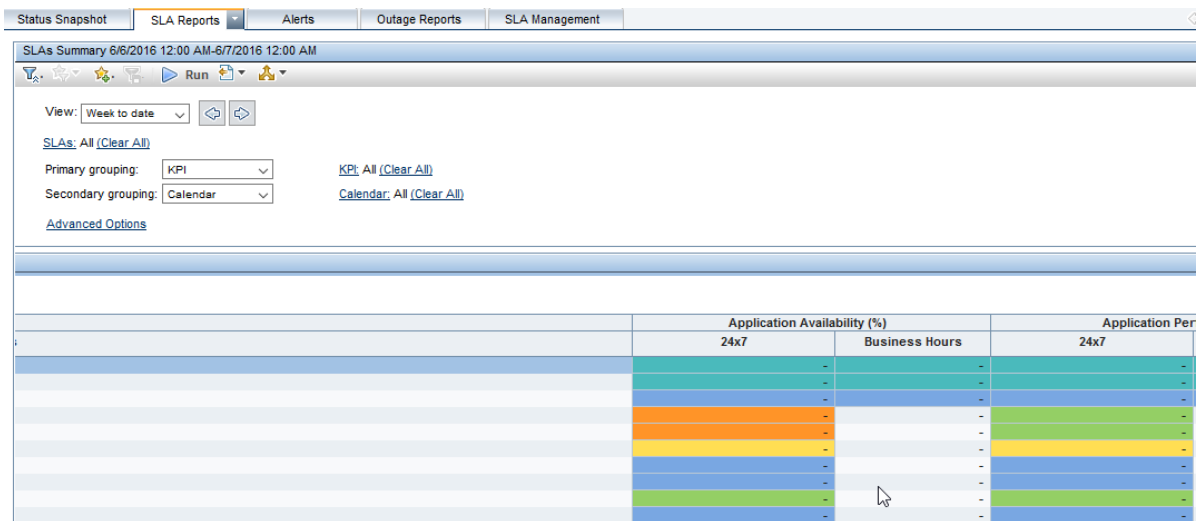 Status Snapshot SLA Reports Alerts Outage Reports SLA Management
SLAs Summary 6/6/2016 12:00 AM-6/7/2016 12:00 AM
Run
View: Week to date
SLAs: All (Clear All)
Primary grouping: KPI KPI: All (Clear All)
Secondary grouping: Calendar Calendar: All (Clear All)
Advanced Options
Application Availability (%) Application Per
24x7 Business Hours 24x7
- - -
- - -
- - -
- - -
- - -
- - -
- - -
- - -
- - -
- - -